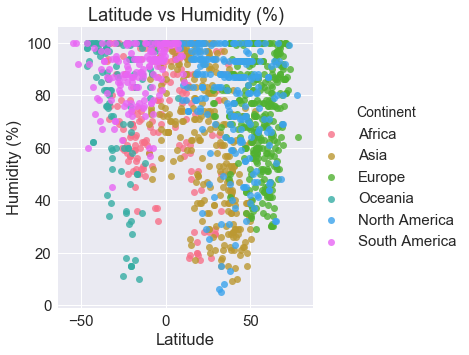 Latitude vs Humidity (%)
Humidity (%)
100
80
60
40
20
0
−50
0
50
Latitude
Continent
Africa
Asia
Europe
Oceania
North America
South America